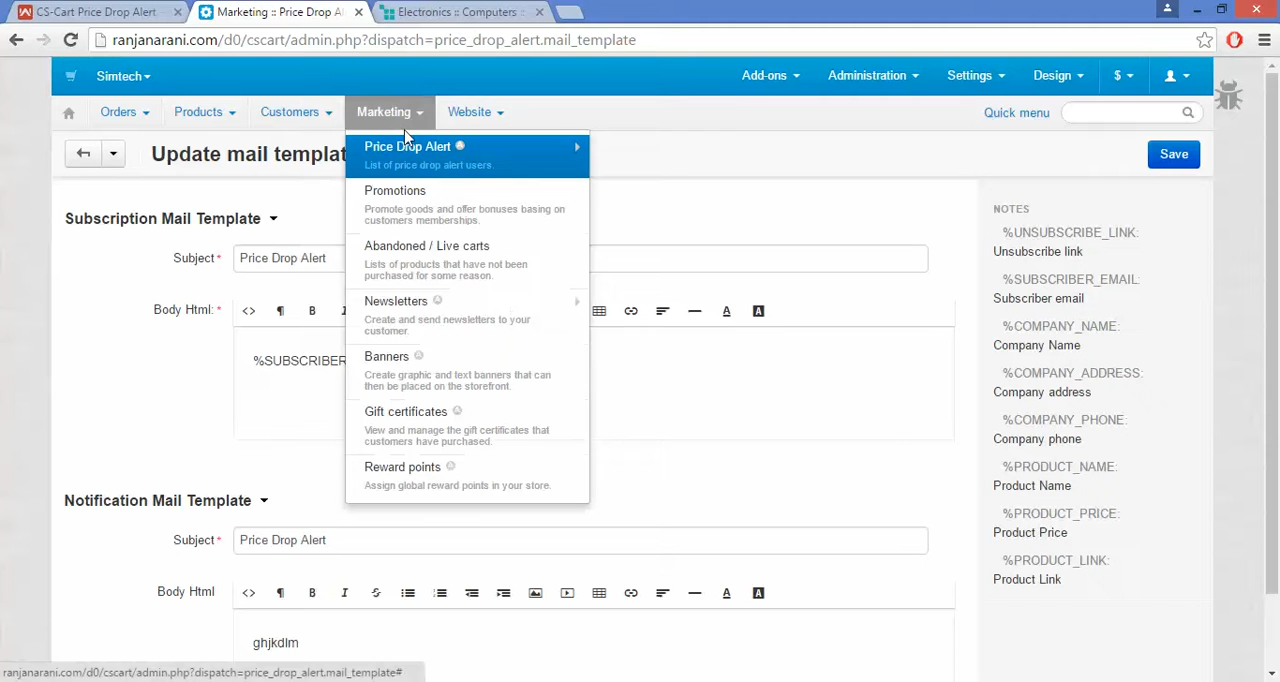 CS-Cart Price Drop Alert
Marketing :: Price Drop A
Electronics :: Computers ::
ranjanarani.com/d0/cscart/admin.php?dispatch=price_drop_alert.mail_template
Simtech
Add-ons
Administration
Settings
Design
$
Orders
Products
Customers
Marketing
Website
Quick menu
Update mail templat
Save
Price Drop Alert
List of price drop alert users.
Promotions
Promote goods and offer bonuses basing on
customers memberships.
Abandoned / Live carts
Lists of products that have not been
purchased for some reason.
Newsletters
Create and send newsletters to your
customer.
Banners
Create graphic and text banners that can
then be placed on the storefront.
Gift certificates
View and manage the gift certificates that
customers have purchased.
Reward points
Assign global reward points in your store.
Subscription Mail Template
Subject*
Price Drop Alert
Body Html: *
%SUBSCRIBER
Notification Mail Template
Subject*
Price Drop Alert
Body Html
ghjkdlm
NOTES
%UNSUBSCRIBE_LINK:
Unsubscribe link
%SUBSCRIBER_EMAIL:
Subscriber email
%COMPANY_NAME:
Company Name
%COMPANY_ADDRESS:
Company address
%COMPANY_PHONE:
Company phone
%PRODUCT_NAME:
Product Name
%PRODUCT_PRICE:
Product Price
%PRODUCT_LINK:
Product Link
ranjanarani.com/d0/cscart/admin.php?dispatch=price_drop_alert.mail_template#